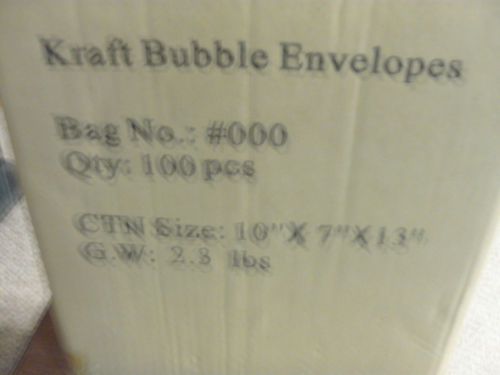 Kraft Bubble Envelopes
Bag No.: #000
Qty: 100 pcs
CTN Size: 10"X 7"X13"
G.W: 2.3 lbs